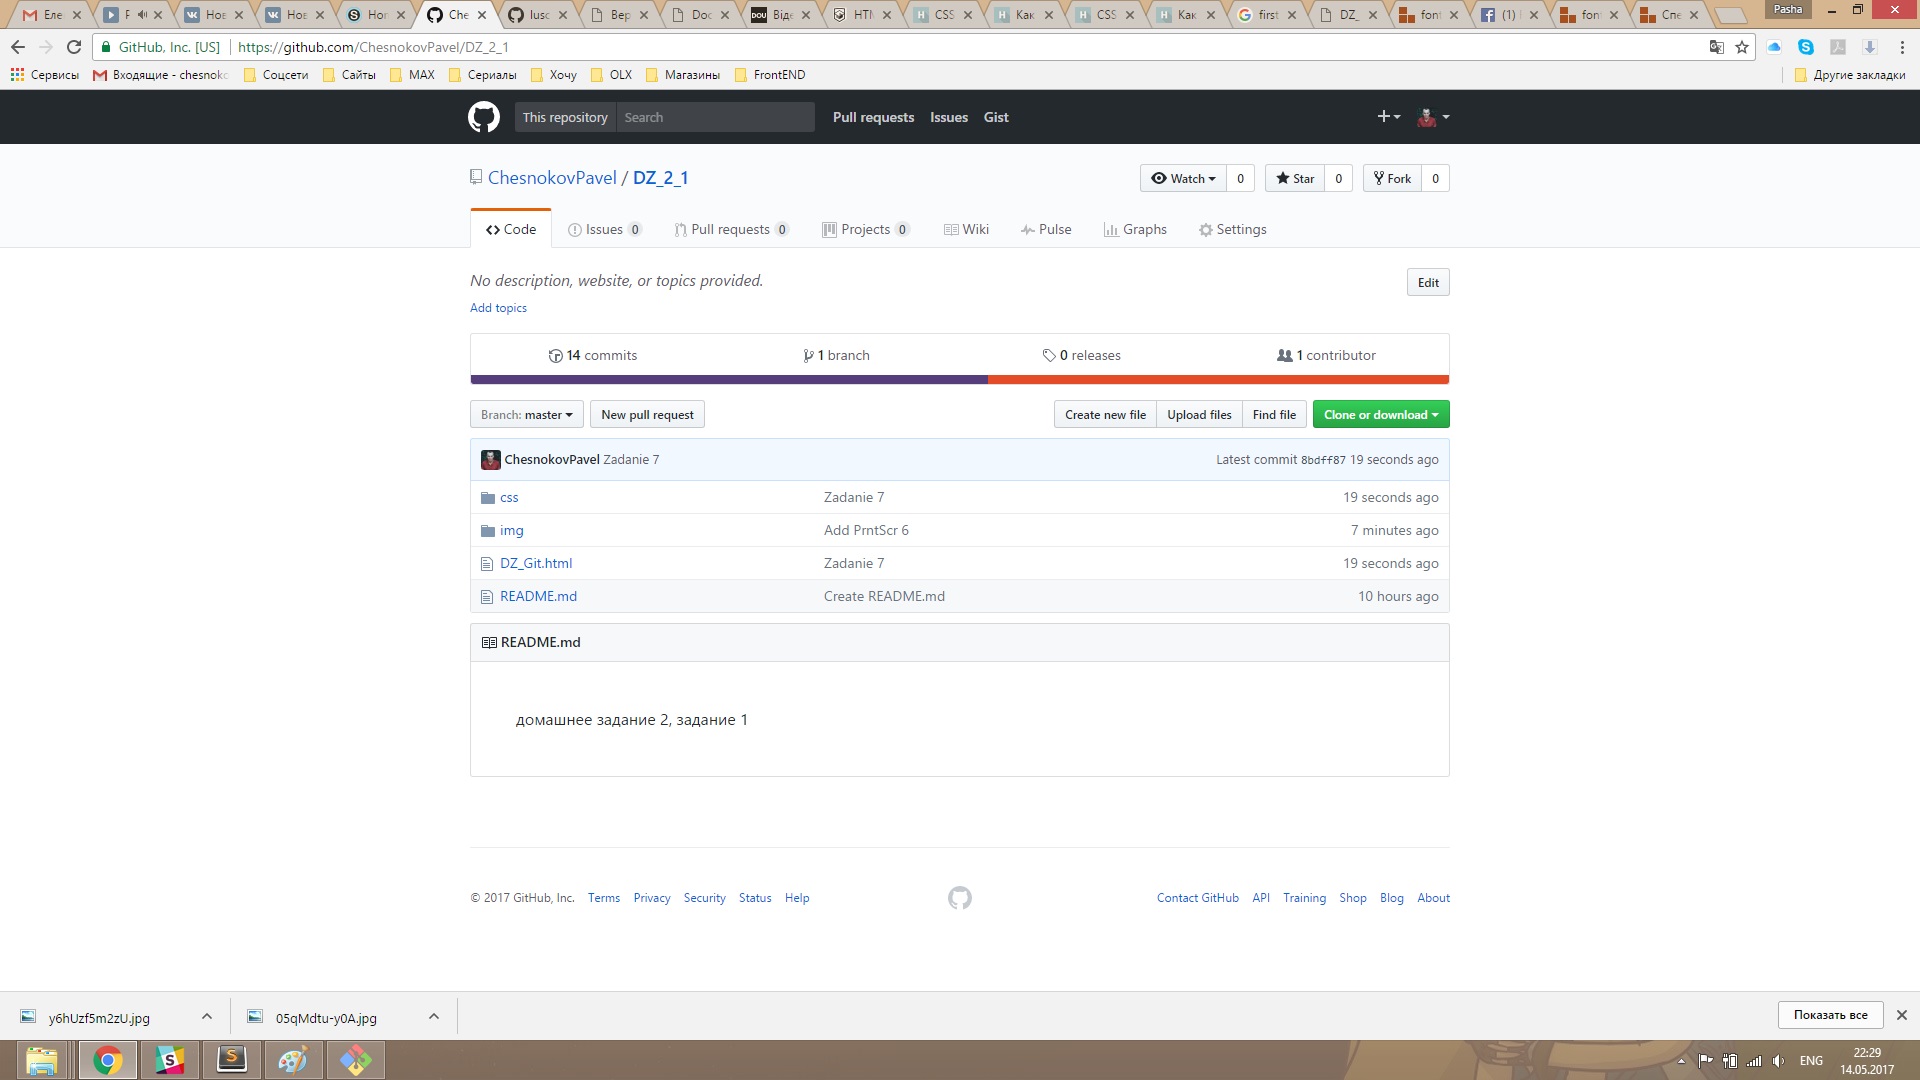 Еле
Нов
Нов
Hon
Che
lusc
Вер
Doc
DOU Відє
HTM
CSS
Как
CSS
Как
first
DZ_
font
(1)
font
Спе
Pasha
GitHub, Inc. [US] https://github.com/ChesnokovPavel/DZ_2_1
Сервисы Входящие - chesnoko Соцсети Сайты MAX Сериалы Хочу OLX Магазины FrontEND Другие закладки
This repository Search Pull requests Issues Gist
ChesnokovPavel / DZ_2_1 Watch 0 Star 0 Fork 0
Code Issues 0 Pull requests 0 Projects 0 Wiki Pulse Graphs Settings
No description, website, or topics provided. Edit
Add topics
14 commits 1 branch 0 releases 1 contributor
Branch: master New pull request Create new file Upload files Find file Clone or download
ChesnokovPavel Zadanie 7 Latest commit 8bdff87 19 seconds ago
css Zadanie 7 19 seconds ago
img Add PrntScr 6 7 minutes ago
DZ_Git.html Zadanie 7 19 seconds ago
README.md Create README.md 10 hours ago
README.md
домашнее задание 2, задание 1
© 2017 GitHub, Inc. Terms Privacy Security Status Help Contact GitHub API Training Shop Blog About
y6hUzf5m2zU.jpg 05qMdtu-y0A.jpg Показать все
ENG 22:29
14.05.2017